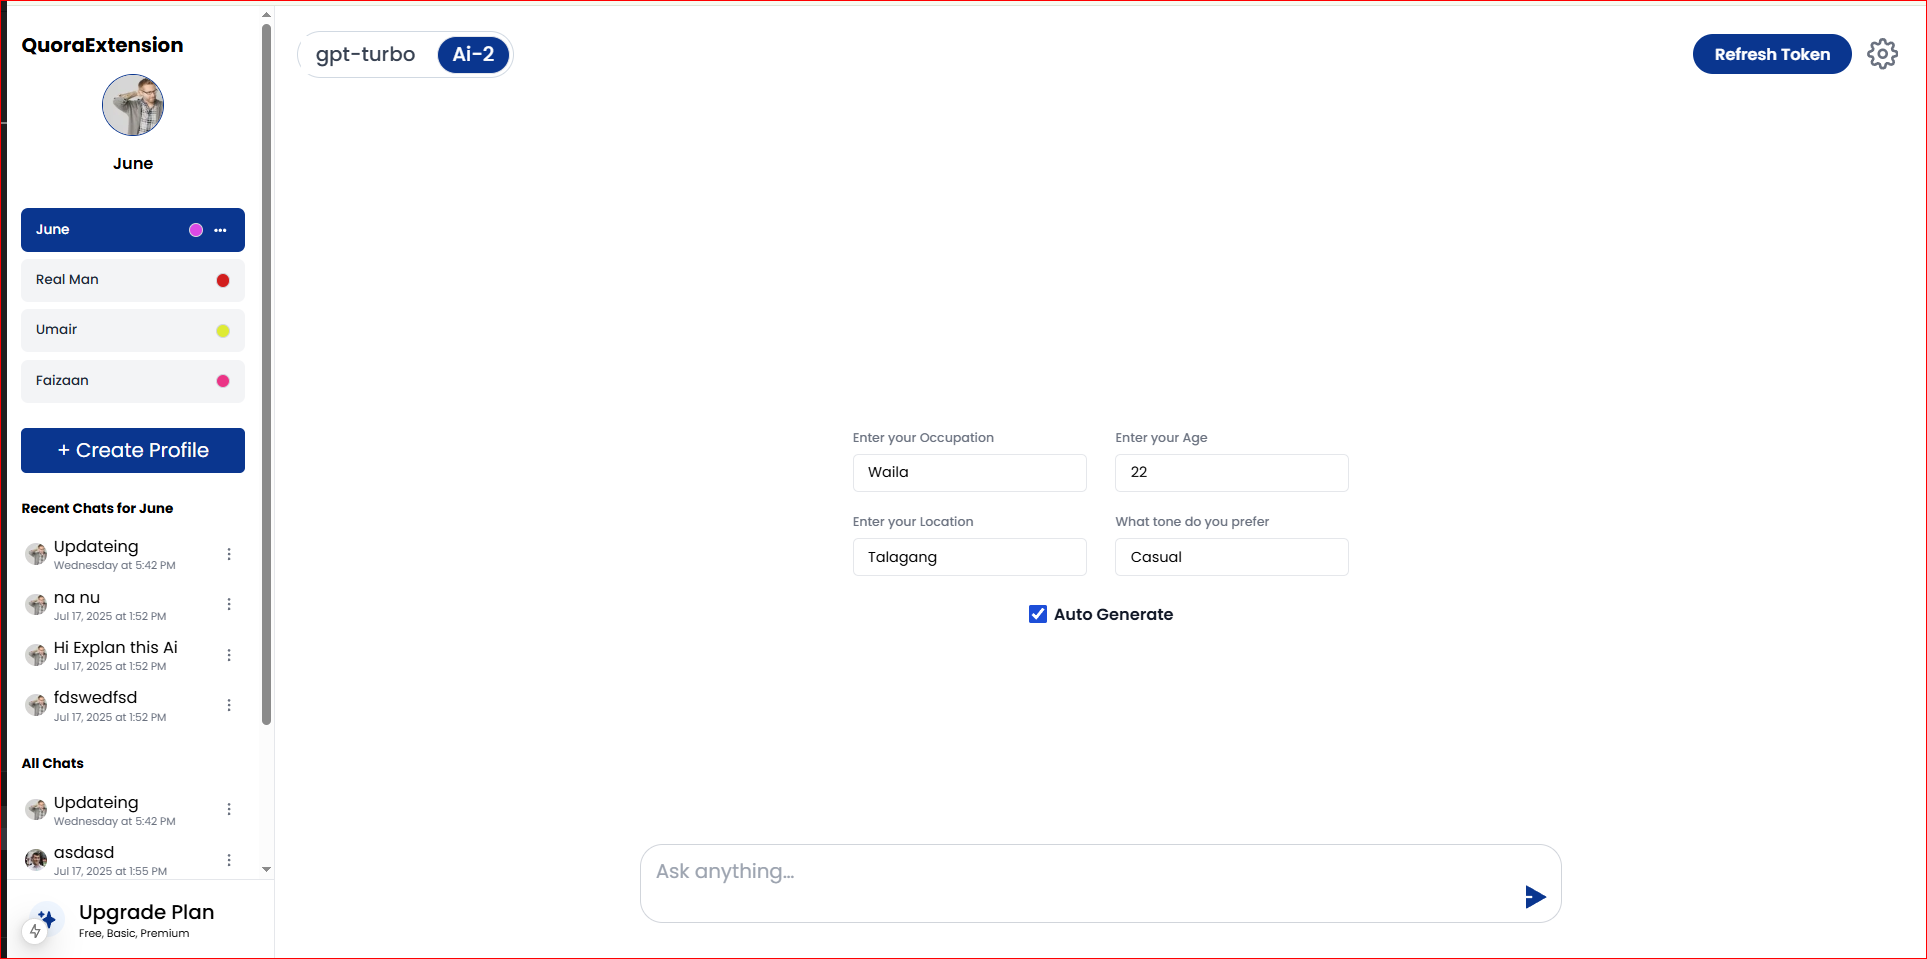 QuoraExtension
June
June
Real Man
Umair
Faizaan
+ Create Profile
Recent Chats for June
Updateing
Wednesday at 5:42 PM
na nu
Jul 17, 2025 at 1:52 PM
Hi Explan this Ai
Jul 17, 2025 at 1:52 PM
fdswedfsd
Jul 17, 2025 at 1:52 PM
All Chats
Updateing
Wednesday at 5:42 PM
asdasd
Jul 17, 2025 at 1:55 PM
Upgrade Plan
Free, Basic, Premium
gpt-turbo Ai-2
Refresh Token
Enter your Occupation Enter your Age
Waila 22
Enter your Location What tone do you prefer
Talagang Casual
Auto Generate
Ask anything...